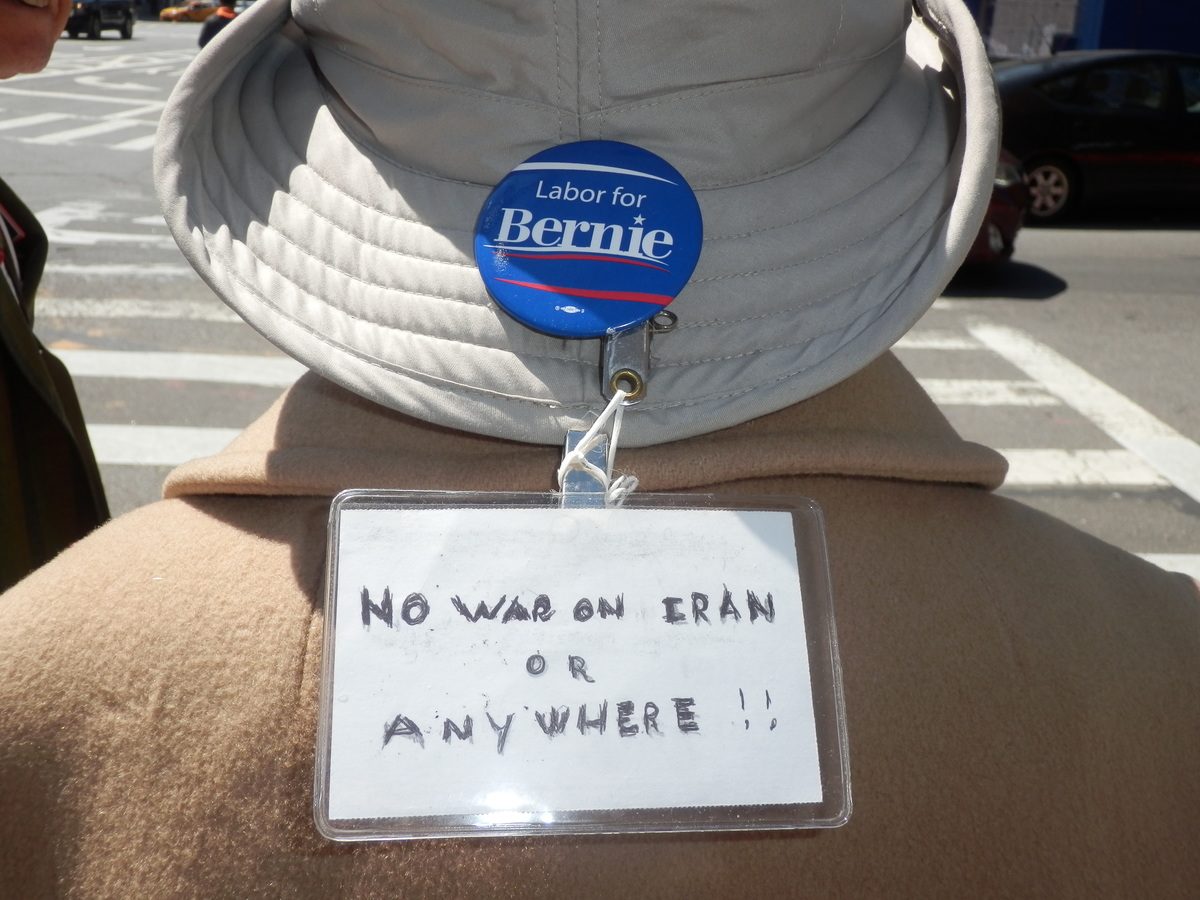 Labor for
Bernie
NO WAR ON IRAN
OR
ANYWHERE !!